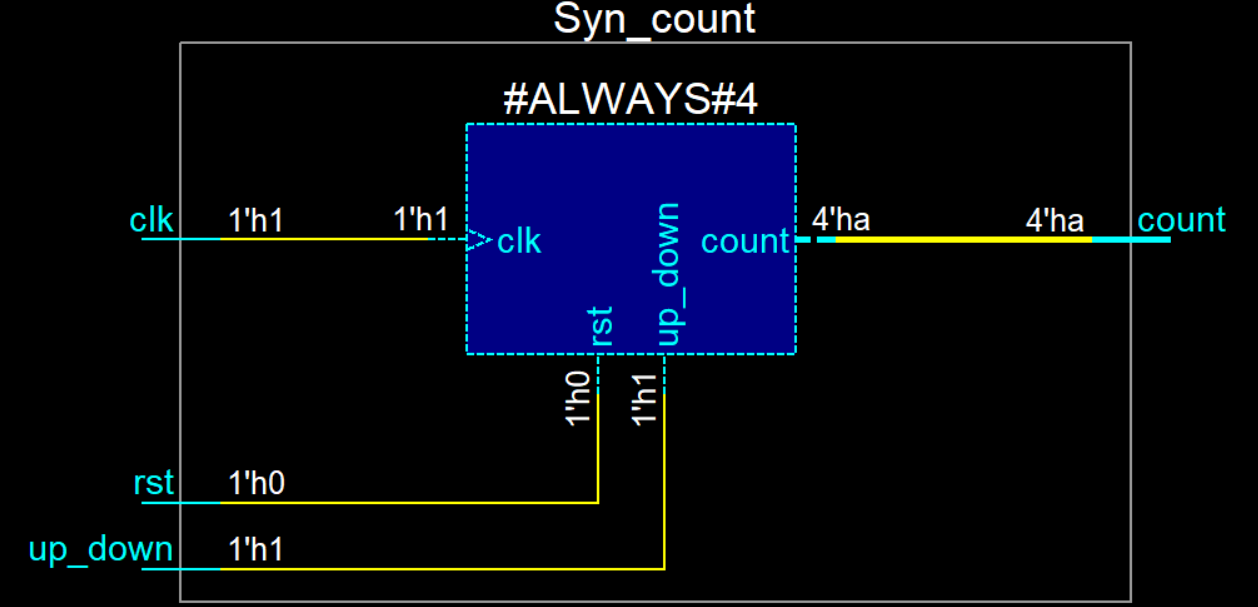 Syn_count
#ALWAYS#4
clk 1'h1 1'h1 clk count 4'ha 4'ha count
rst up_down
1'h0 1'h1
rst 1'h0
up_down 1'h1